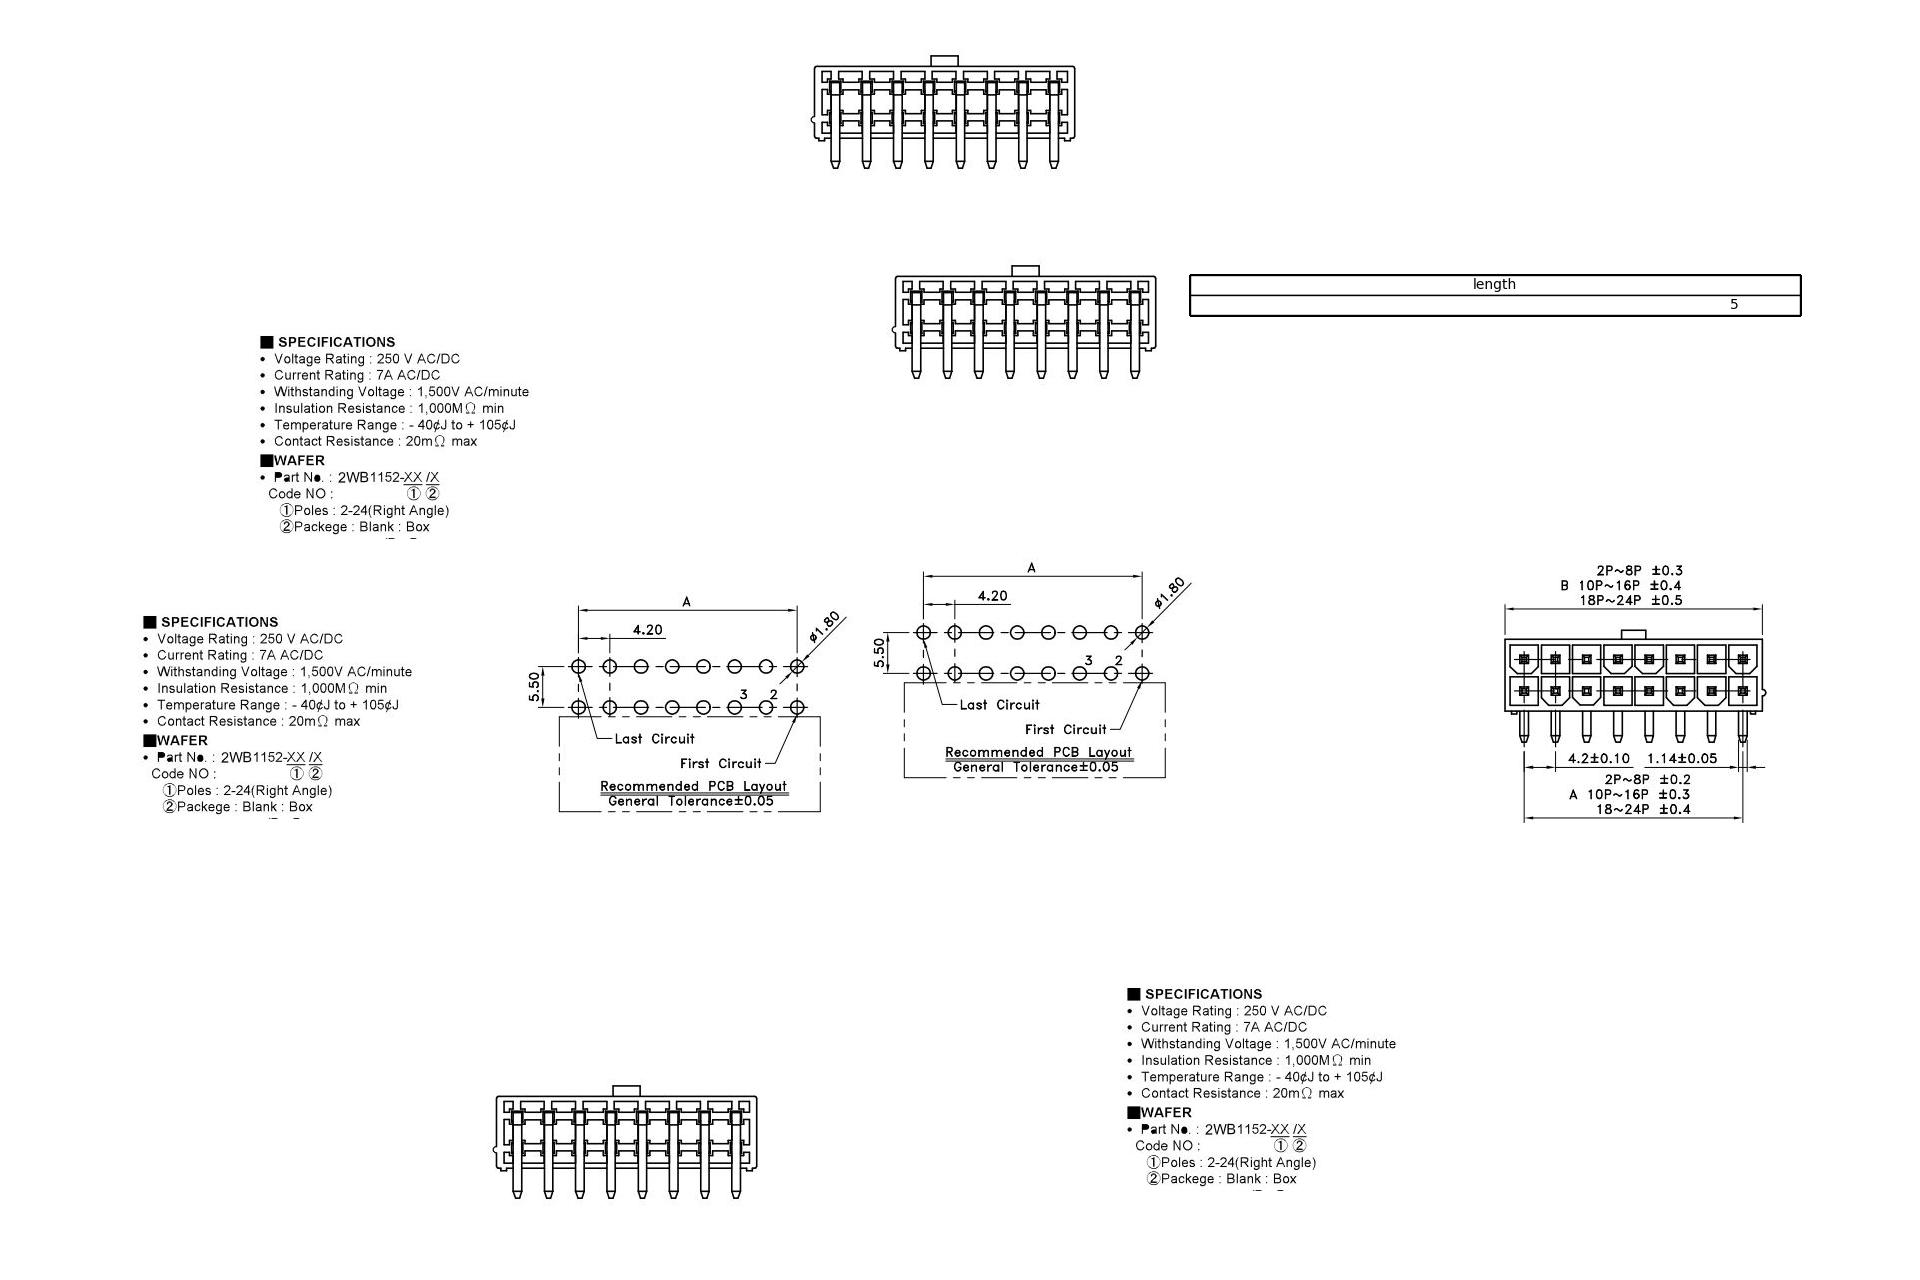 length
5
■ SPECIFICATIONS
• Voltage Rating : 250 V AC/DC
• Current Rating : 7A AC/DC
• Withstanding Voltage : 1,500V AC/minute
• Insulation Resistance : 1,000MΩ min
• Temperature Range : - 40¢J to + 105¢J
• Contact Resistance : 20mΩ max
■WAFER
• Part No. : 2WB1152-XX /X
Code NO : ① ②
①Poles : 2-24(Right Angle)
②Packege : Blank : Box
■ SPECIFICATIONS
• Voltage Rating : 250 V AC/DC
• Current Rating : 7A AC/DC
• Withstanding Voltage : 1,500V AC/minute
• Insulation Resistance : 1,000MΩ min
• Temperature Range : - 40¢J to + 105¢J
• Contact Resistance : 20mΩ max
■WAFER
• Part No. : 2WB1152-XX /X
Code NO : ① ②
①Poles : 2-24(Right Angle)
②Packege : Blank : Box
A
4.20
ø1.80
5.50
3 2
Last Circuit
First Circuit
Recommended PCB Layout
General Tolerance±0.05
A
4.20
ø1.80
5.50
3 2
Last Circuit
First Circuit
Recommended PCB Layout
General Tolerance±0.05
2P~8P ±0.3
B 10P~16P ±0.4
18P~24P ±0.5
4.2±0.10 1.14±0.05
2P~8P ±0.2
A 10P~16P ±0.3
18~24P ±0.4
■ SPECIFICATIONS
• Voltage Rating : 250 V AC/DC
• Current Rating : 7A AC/DC
• Withstanding Voltage : 1,500V AC/minute
• Insulation Resistance : 1,000MΩ min
• Temperature Range : - 40¢J to + 105¢J
• Contact Resistance : 20mΩ max
■WAFER
• Part No. : 2WB1152-XX /X
Code NO : ① ②
①Poles : 2-24(Right Angle)
②Packege : Blank : Box